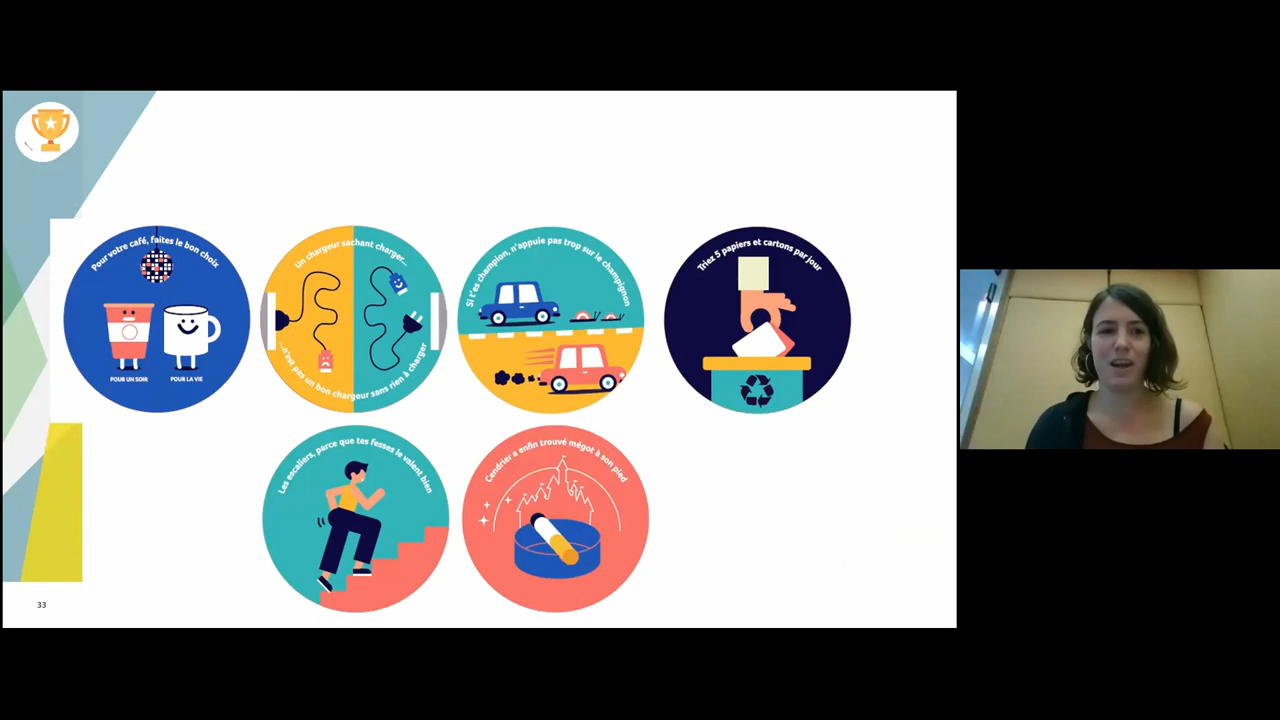 Pour votre café, faites le bon choix
POUR UN SOIR
POUR LA VIE
Un chargeur sachant charger...
...n'est pas un bon chargeur sans rien à charger
Si t'es champion, n'appuie pas trop sur le champignon
Triez 5 papiers et cartons par jour
Les escaliers, parce que tes fesses le valent bien
Cendrier a enfin trouvé mégot à son pied
33